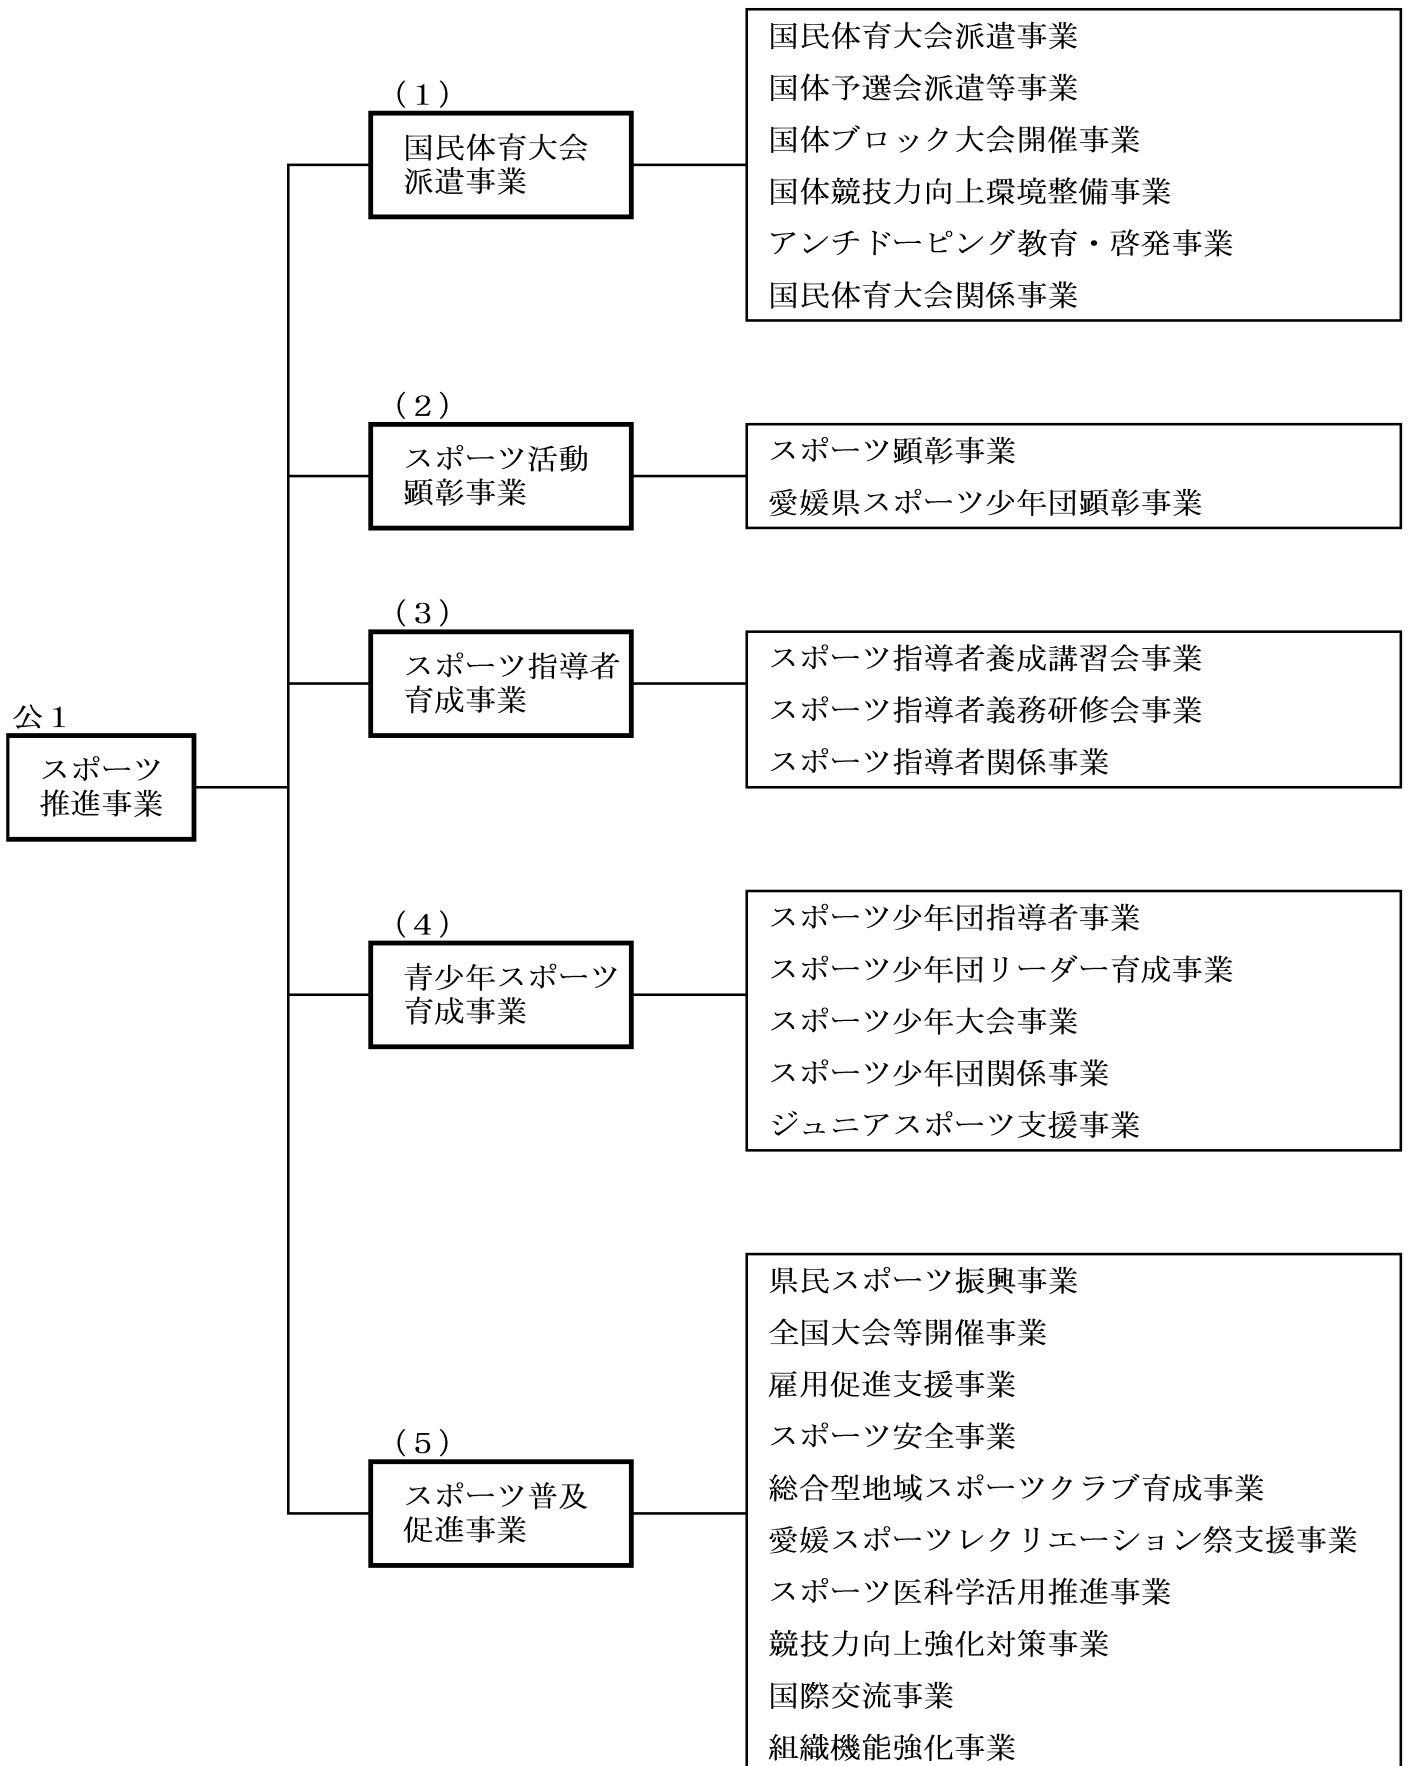 公１
スポーツ
推進事業
（１）
国民体育大会
派遣事業
国民体育大会派遣事業
国体予選会派遣等事業
国体ブロック大会開催事業
国体競技力向上環境整備事業
アンチドーピング教育・啓発事業
国民体育大会関係事業
（２）
スポーツ活動
顕彰事業
スポーツ顕彰事業
愛媛県スポーツ少年団顕彰事業
（３）
スポーツ指導者
育成事業
スポーツ指導者養成講習会事業
スポーツ指導者義務研修会事業
スポーツ指導者関係事業
（４）
青少年スポーツ
育成事業
スポーツ少年団指導者事業
スポーツ少年団リーダー育成事業
スポーツ少年大会事業
スポーツ少年団関係事業
ジュニアスポーツ支援事業
（５）
スポーツ普及
促進事業
県民スポーツ振興事業
全国大会等開催事業
雇用促進支援事業
スポーツ安全事業
総合型地域スポーツクラブ育成事業
愛媛スポーツレクリエーション祭支援事業
スポーツ医科学活用推進事業
競技力向上強化対策事業
国際交流事業
組織機能強化事業